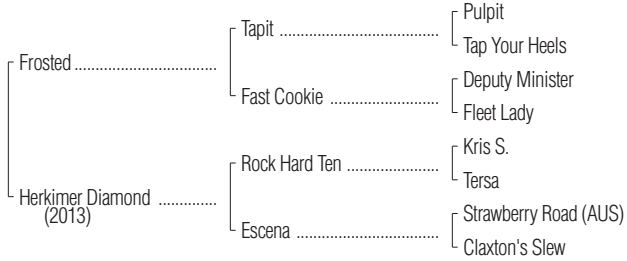 Pulpit
Tapit
Tap Your Heels
Frosted
Deputy Minister
Fast Cookie
Fleet Lady
Kris S.
Rock Hard Ten
Tersa
Herkimer Diamond
(2013)
Strawberry Road (AUS)
Escena
Claxton's Slew